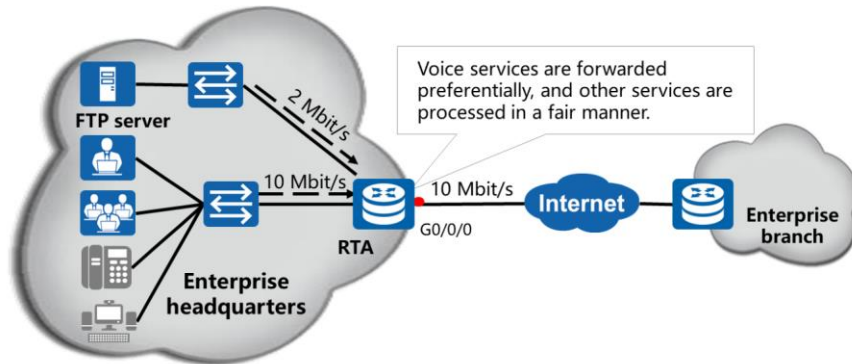 Voice services are forwarded
preferentially, and other services are
processed in a fair manner.
FTP server
2 Mbit/s
10 Mbit/s
10 Mbit/s
Internet
RTA
G0/0/0
Enterprise
headquarters
Enterprise
branch